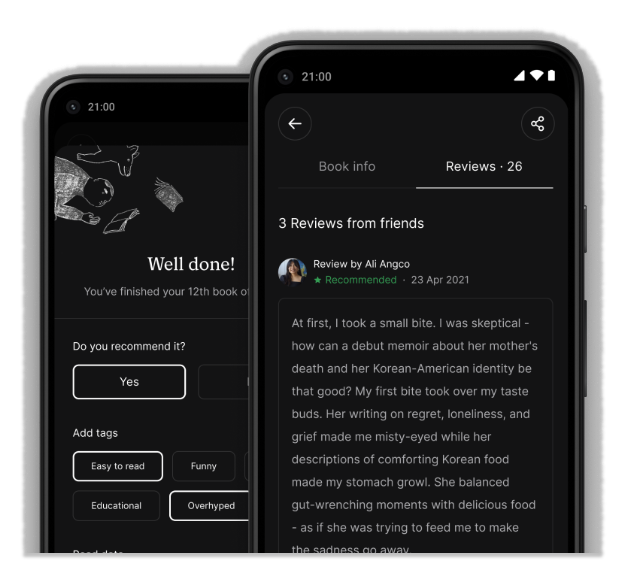 21:00
Well done!
You've finished your 12th book of
Do you recommend it?
Yes
Add tags
Easy to read
Funny
Educational
Overhyped
Read date
21:00
Book info
Reviews · 26
3 Reviews from friends
Review by Ali Angco
★ Recommended · 23 Apr 2021
At first, I took a small bite. I was skeptical -
how can a debut memoir about her mother's
death and her Korean-American identity be
that good? My first bite took over my taste
buds. Her writing on regret, loneliness, and
grief made me misty-eyed while her
descriptions of comforting Korean food
made my stomach growl. She balanced
gut-wrenching moments with delicious food
- as if she was trying to feed me to make
the sadness go away.